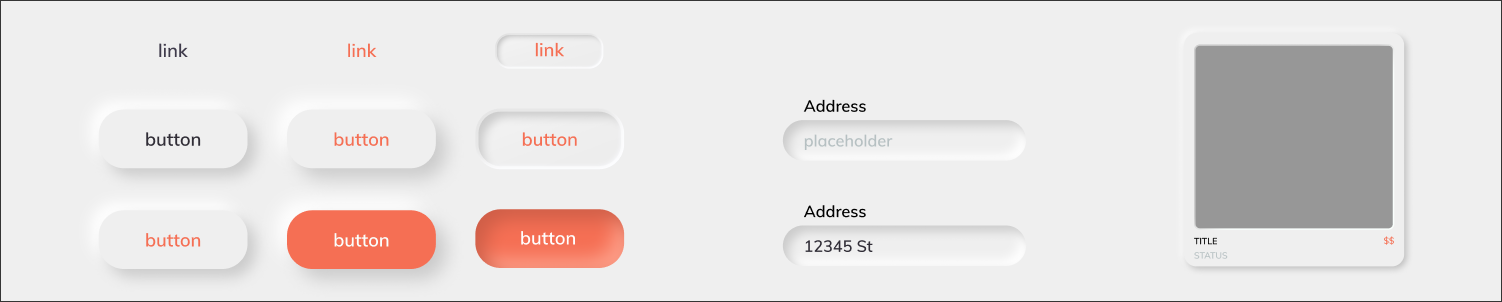 link
link
link
button
button
button
button
button
button
Address
placeholder
Address
12345 St
TITLE
$$
STATUS